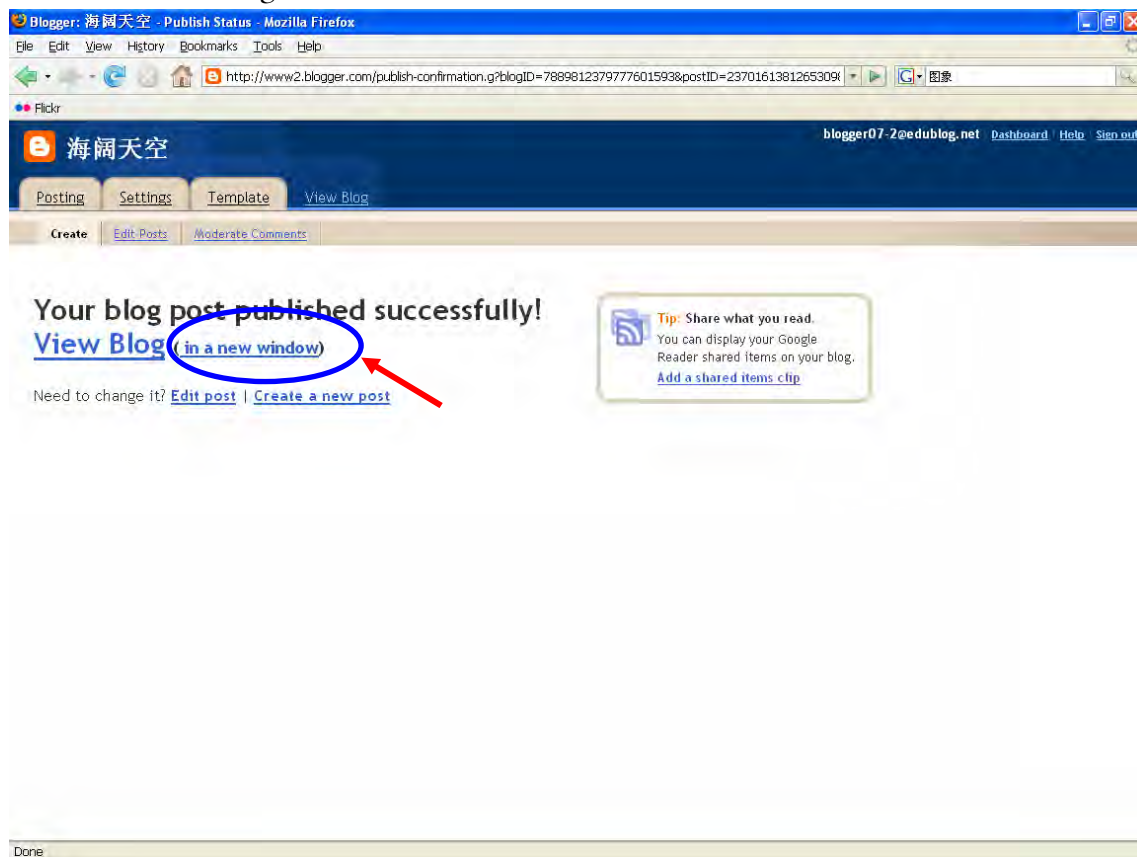 Blogger: 海阔天空 - Publish Status - Mozilla Firefox
File Edit View History Bookmarks Tools Help
http://www2.blogger.com/publish-confirmation.g?blogID=7889812379777601593&postID=2370161381265309 G 图象
Flickr
海阔天空
blogger07-2@edublog.net Dashboard Help Sign out
Posting Settings Template View Blog
Create Edit Posts Moderate Comments
Your blog post published successfully!
View Blog ( in a new window)
Need to change it? Edit post | Create a new post
Tip: Share what you read.
You can display your Google
Reader shared items on your blog.
Add a shared items clip
Done